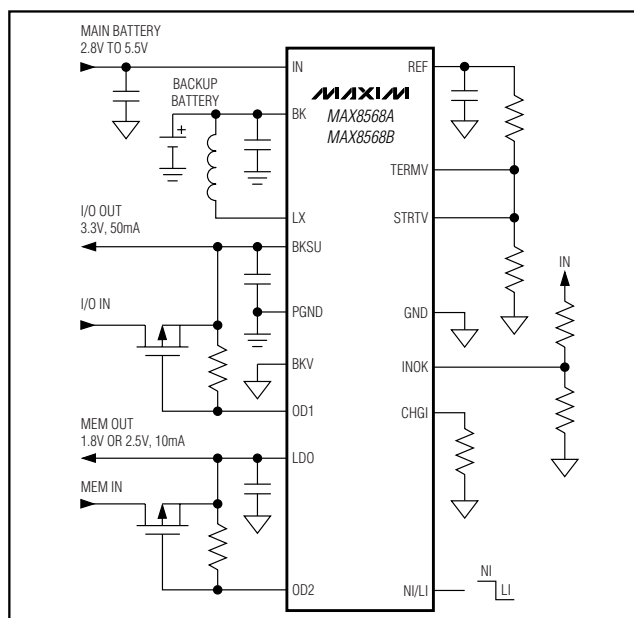 MAIN BATTERY
2.8V TO 5.5V
BACKUP
BATTERY
+
I/O OUT
3.3V, 50mA
I/O IN
MEM OUT
1.8V OR 2.5V, 10mA
MEM IN
MAXIM
MAX8568A
MAX8568B
IN
BK
LX
BKSU
PGND
BKV
OD1
LDO
OD2
REF
TERMV
STRTV
GND
INOK
CHGI
NI/LI
IN
NI
LI